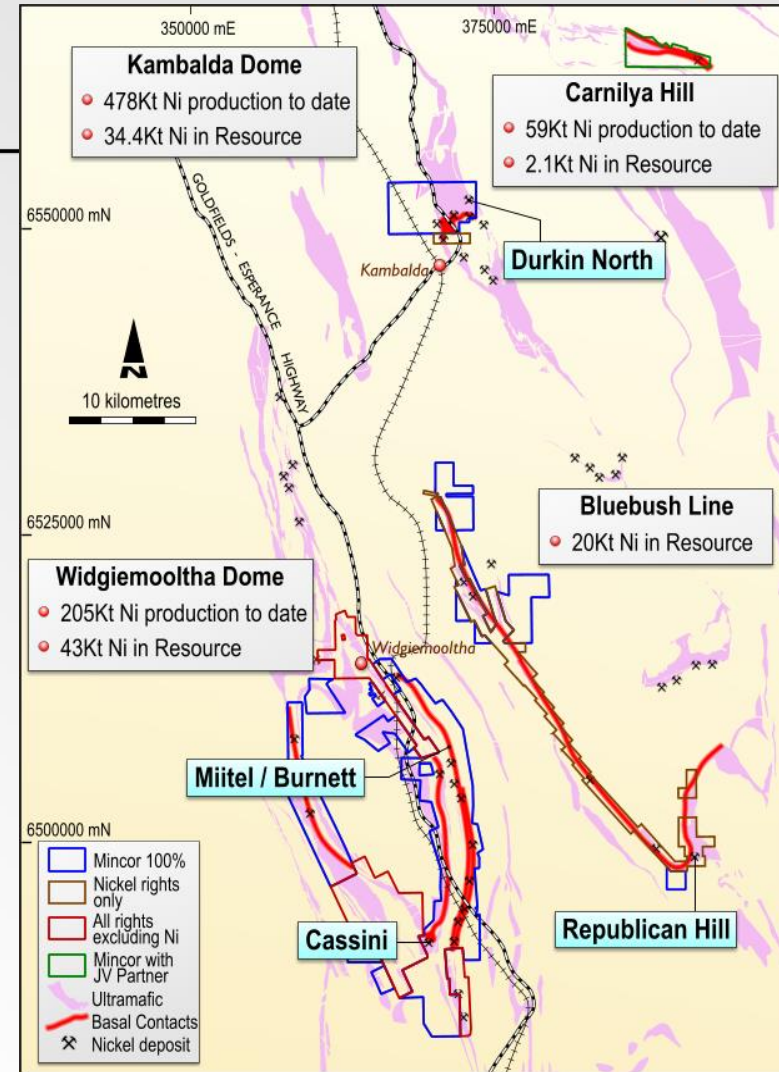 350000 mE
375000 mE
Kambalda Dome
478Kt Ni production to date
34.4Kt Ni in Resource
Carnilya Hill
59Kt Ni production to date
2.1Kt Ni in Resource
6550000 mN
GOLDFIELDS - ESPERANCE HIGHWAY
Durkin North
Kambalda
N
10 kilometres
Bluebush Line
20Kt Ni in Resource
6525000 mN
Widgiemooltha Dome
205Kt Ni production to date
43Kt Ni in Resource
Widgiemooltha
Miitel / Burnett
6500000 mN
Mincor 100%
Nickel rights
only
All rights
excluding Ni
Mincor with
JV Partner
Ultramafic
Basal Contacts
Nickel deposit
Cassini
Republican Hill